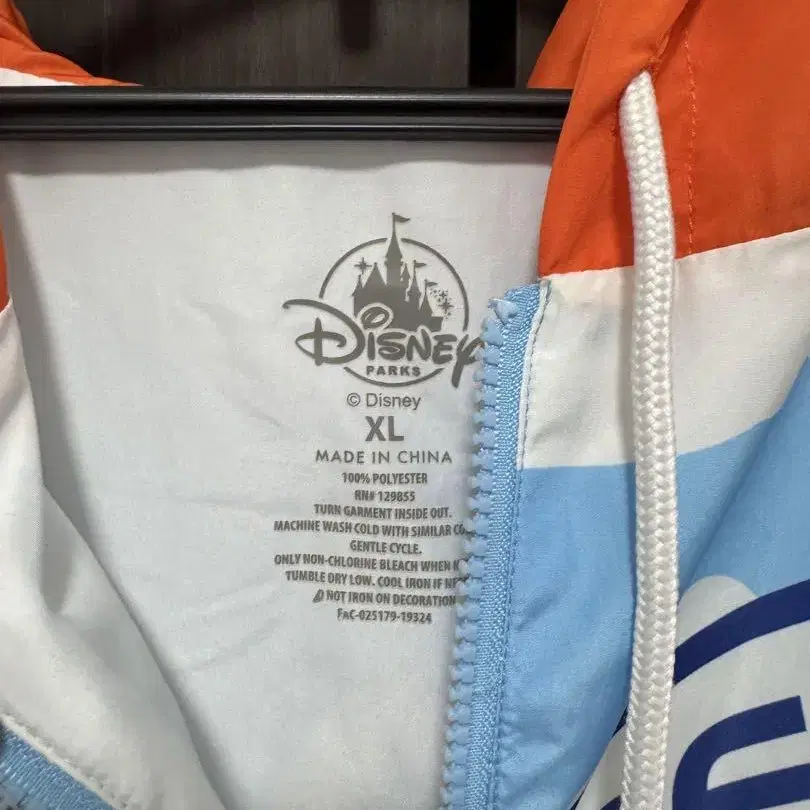 Disney
PARKS
© Disney
XL
MADE IN CHINA
100% POLYESTER
RN# 129855
TURN GARMENT INSIDE OUT.
MACHINE WASH COLD WITH SIMILAR
GENTLE CYCLE.
ONLY NON-CHLORINE BLEACH WHEN
TUMBLE DRY LOW. COOL IRON IF
DO NOT IRON ON DECORATION
FAC-025179-19324